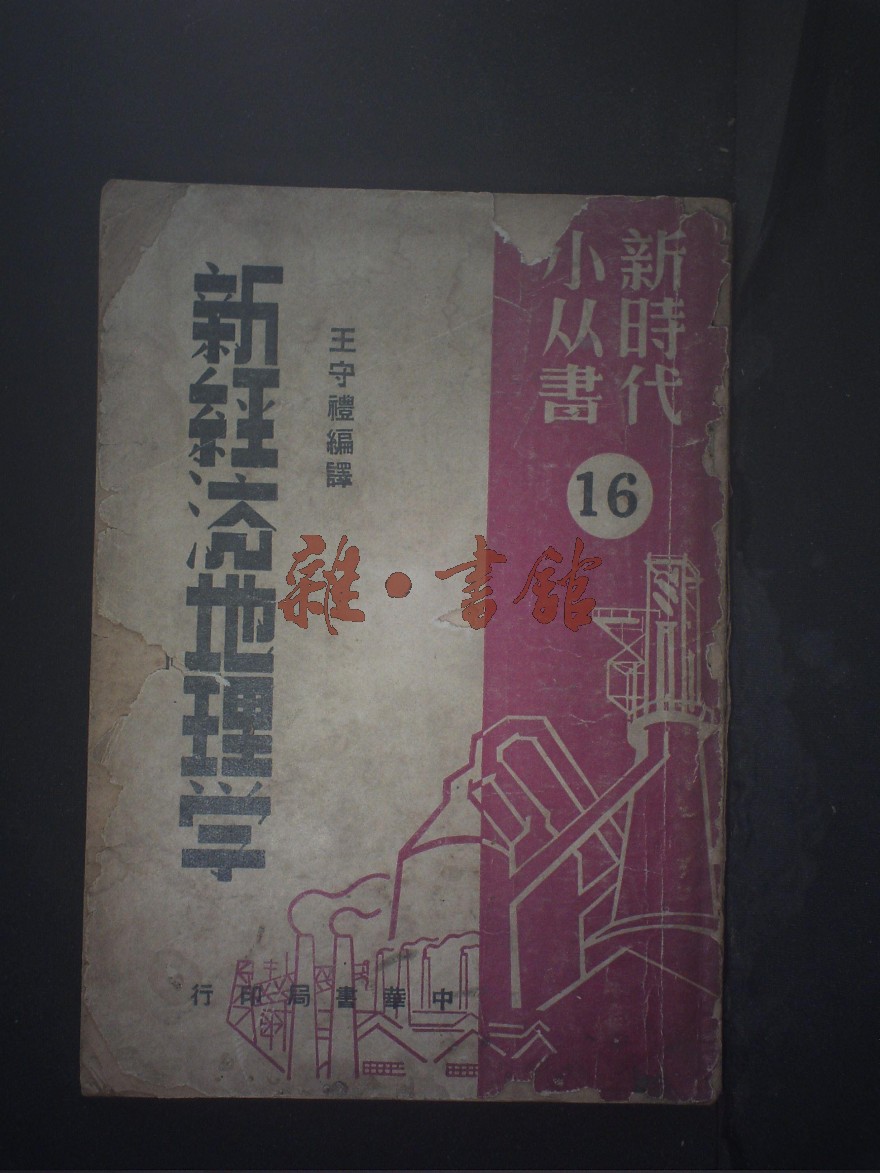 新時代
小从書
16
王守禮編譯
新経済地理学
雜·書館
中華書局印行